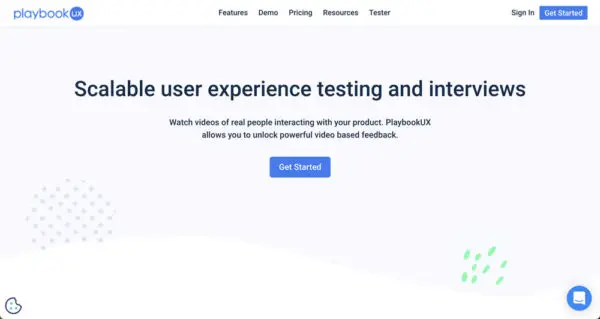 playbook UX
Features Demo Pricing Resources Tester
Sign In Get Started
Scalable user experience testing and interviews
Watch videos of real people interacting with your product. PlaybookUX
allows you to unlock powerful video based feedback.
Get Started